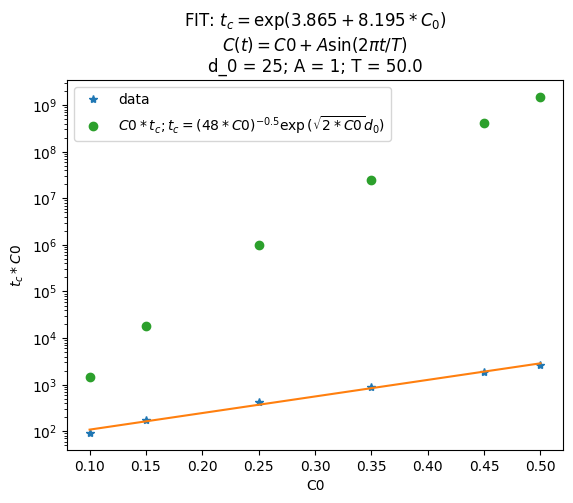 FIT: $t_c = \exp(3.865 + 8.195 * C_0)$
$C(t) = C0 + A\sin(2\pi t/T)$
d_0 = 25; A = 1; T = 50.0
data
$C0 * t_c; t_c = (48 * C0)^{-0.5}\exp(\sqrt{2 * C0}d_0)$
$10^9$
$10^8$
$10^7$
$10^6$
$10^5$
$10^4$
$10^3$
$10^2$
$t_c * C0$
0.10 0.15 0.20 0.25 0.30 0.35 0.40 0.45 0.50
C0